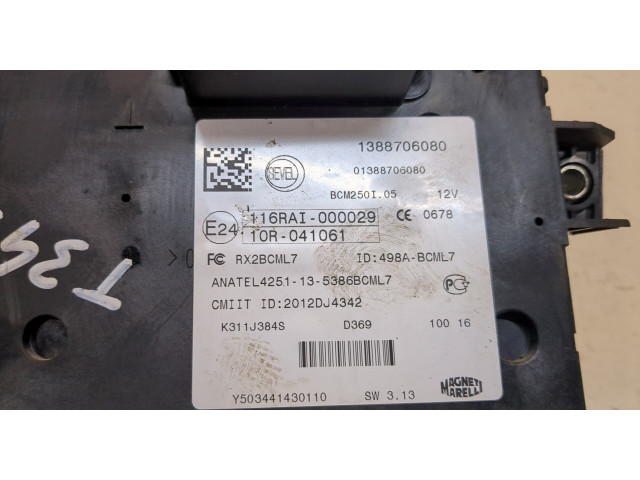 1388706080
SEVEL
01388706080
BCM250I.05 12V
E24 116RAI-000029 CE 0678
10R-041061
FC RX2BCML7 ID:498A-BCML7
ANATEL4251-13-5386BCML7
CMIIT ID:2012DJ4342
K311J384S D369 100 16
Y503441430110 SW 3.13
MAGNETI
MARELLI